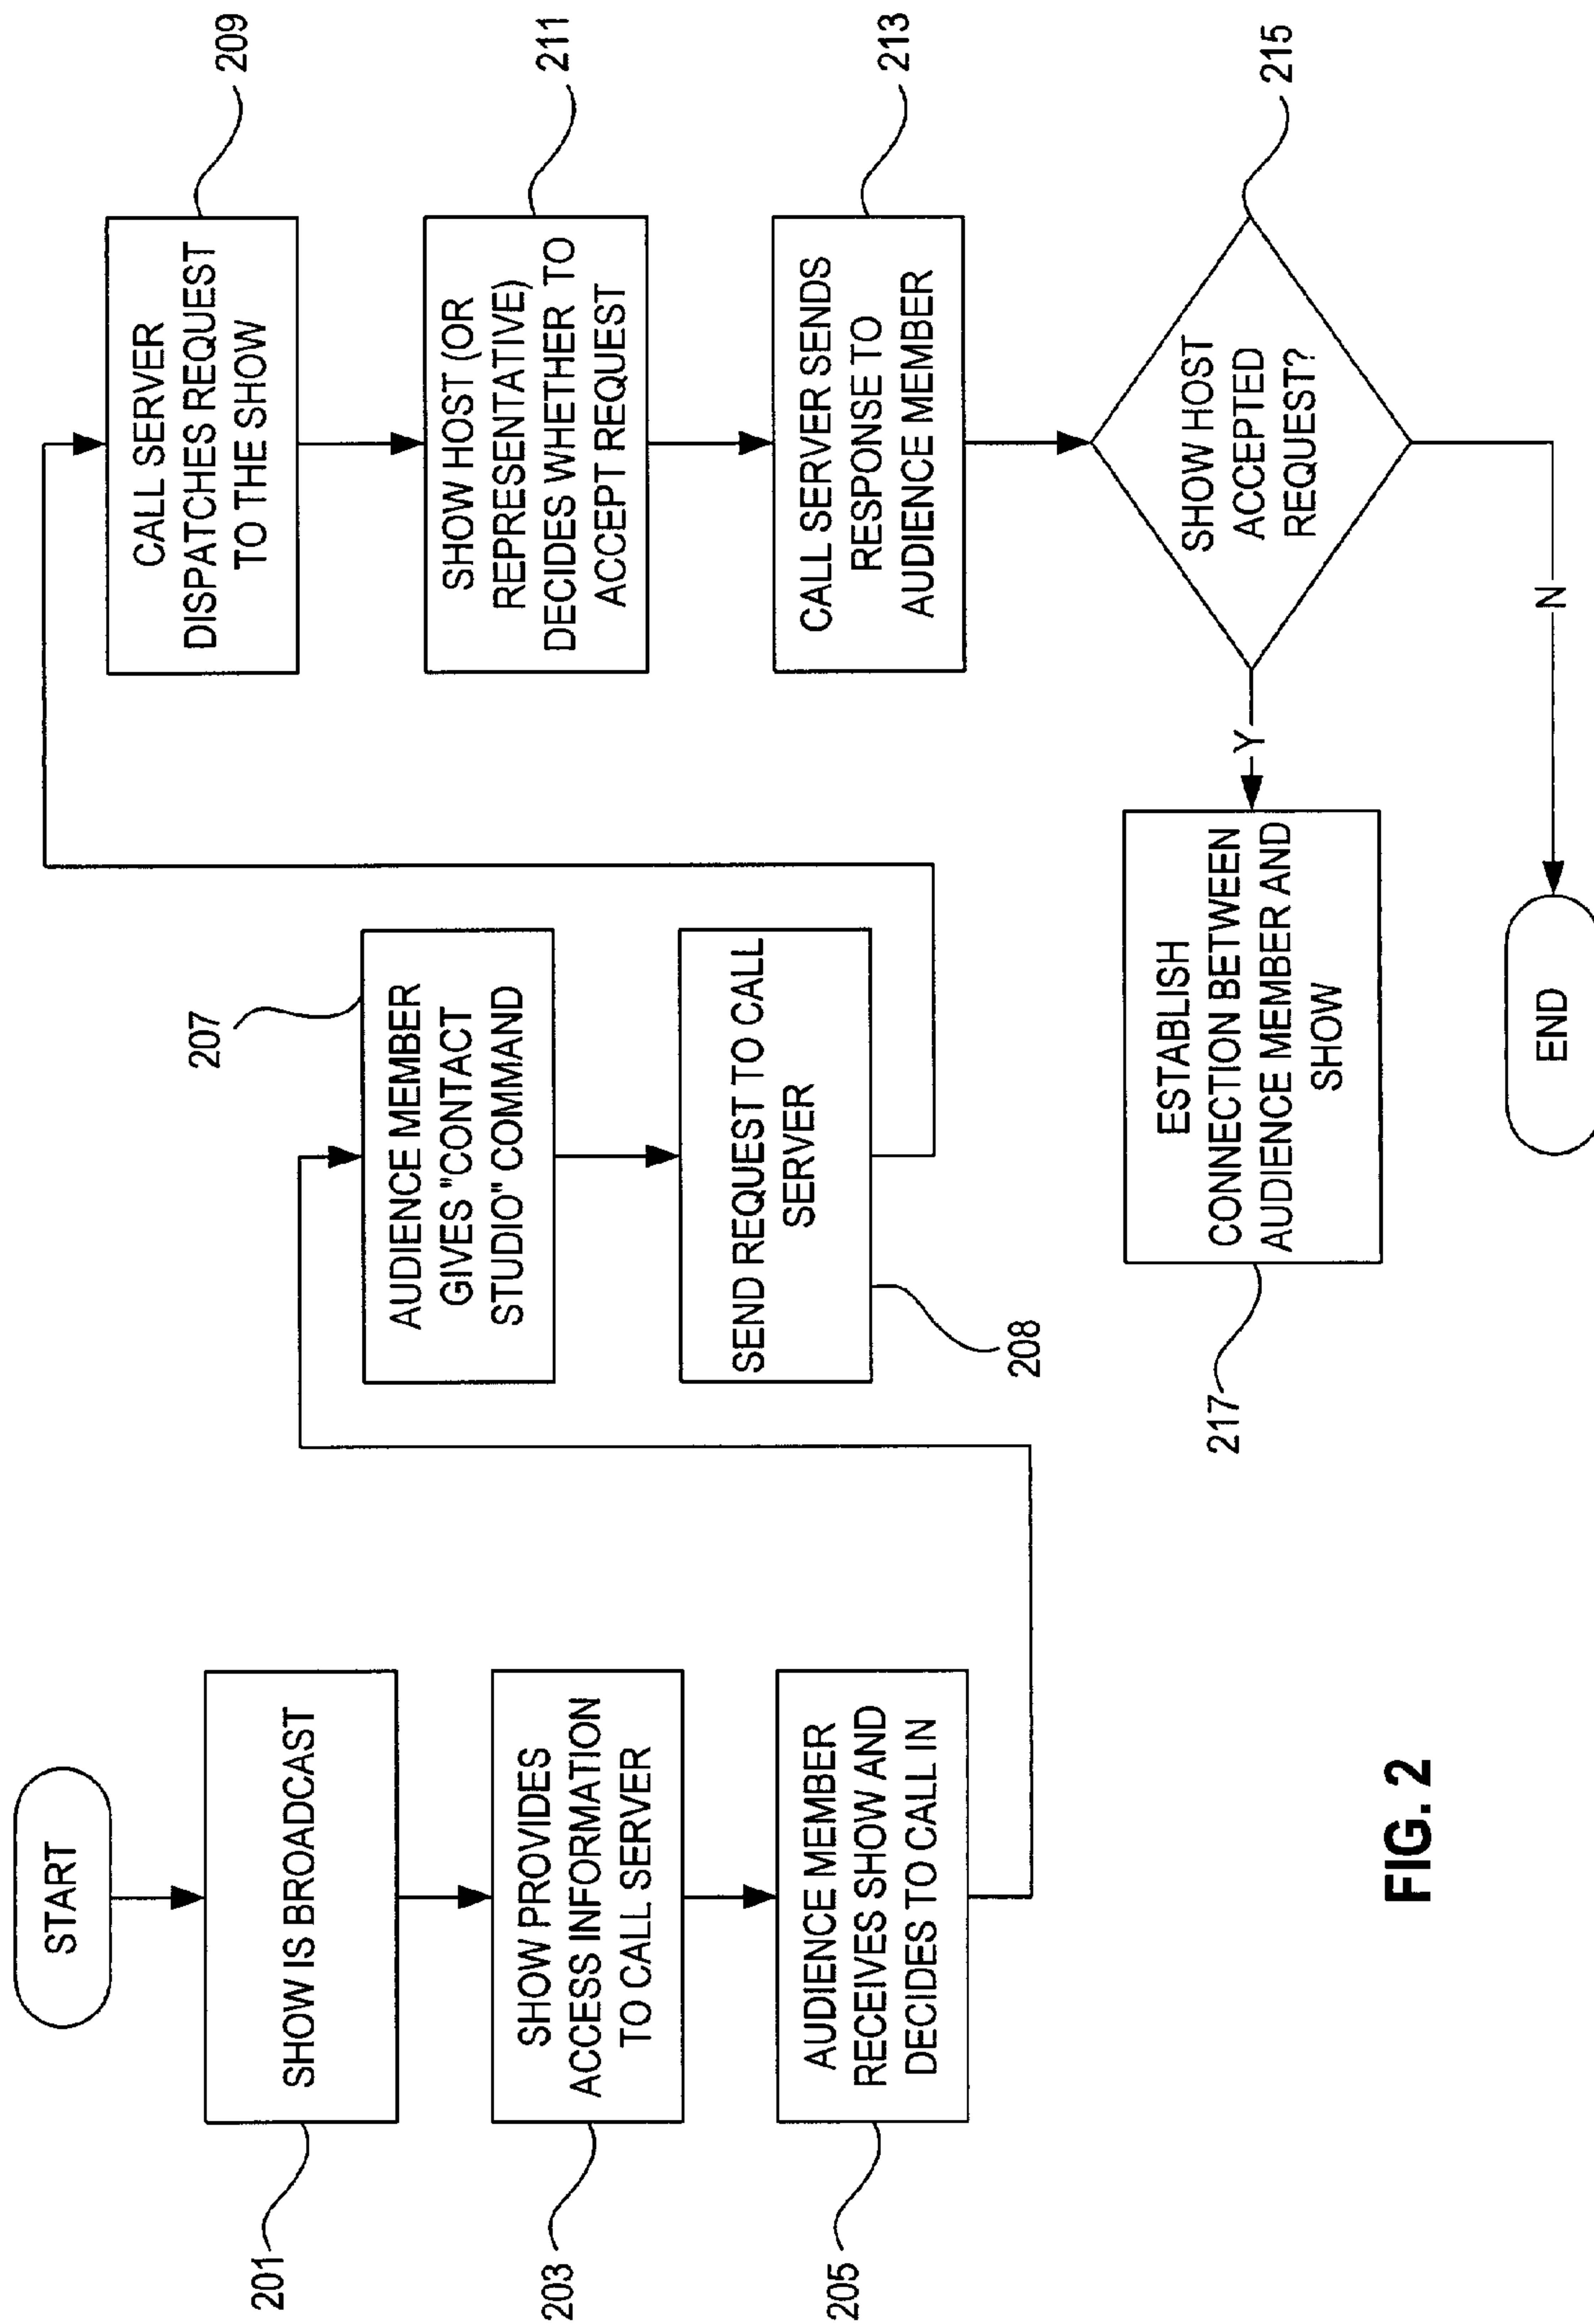 START
SHOW IS BROADCAST
201
SHOW PROVIDES
ACCESS INFORMATION
TO CALL SERVER
203
AUDIENCE MEMBER
RECEIVES SHOW AND
DECIDES TO CALL IN
205
207
AUDIENCE MEMBER
GIVES "CONTACT
STUDIO" COMMAND
SEND REQUEST TO CALL
SERVER
208
CALL SERVER
DISPATCHES REQUEST
TO THE SHOW
209
SHOW HOST (OR
REPRESENTATIVE)
DECIDES WHETHER TO
ACCEPT REQUEST
211
CALL SERVER SENDS
RESPONSE TO
AUDIENCE MEMBER
213
SHOW HOST
ACCEPTED
REQUEST?
215
Y
N
ESTABLISH
CONNECTION BETWEEN
AUDIENCE MEMBER AND
SHOW
217
END
FIG. 2